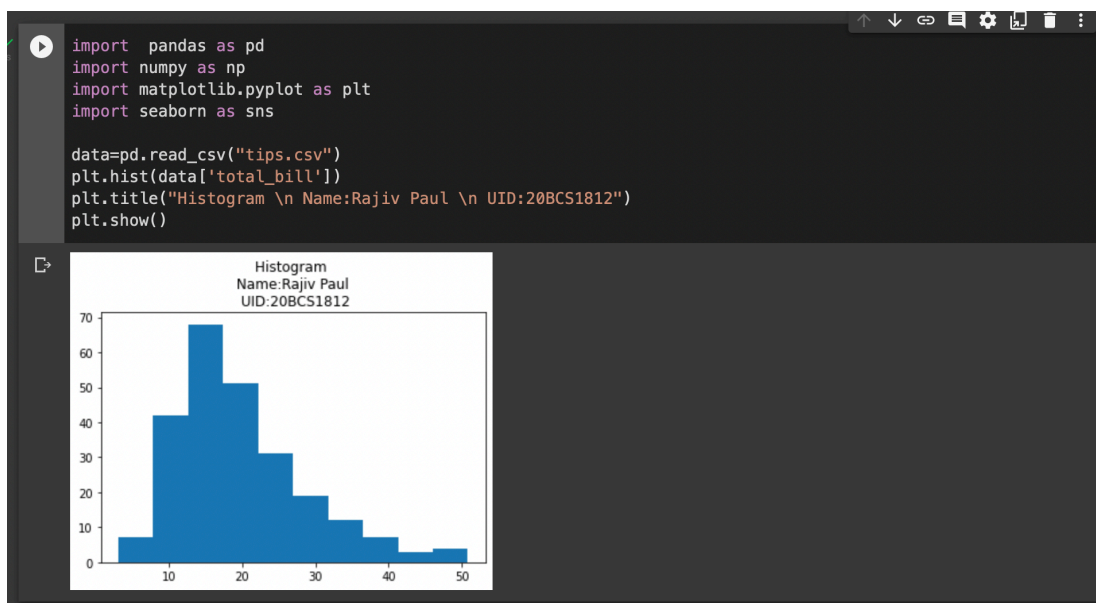 import  pandas as pd
import numpy as np
import matplotlib.pyplot as plt
import seaborn as sns
data=pd.read_csv("tips.csv")
plt.hist(data['total_bill'])
plt.title("Histogram \n Name:Rajiv Paul \n UID:20BCS1812")
plt.show()
Histogram
Name:Rajiv Paul
UID:20BCS1812
70
60
50
40
30
20
10
0
10 20 30 40 50